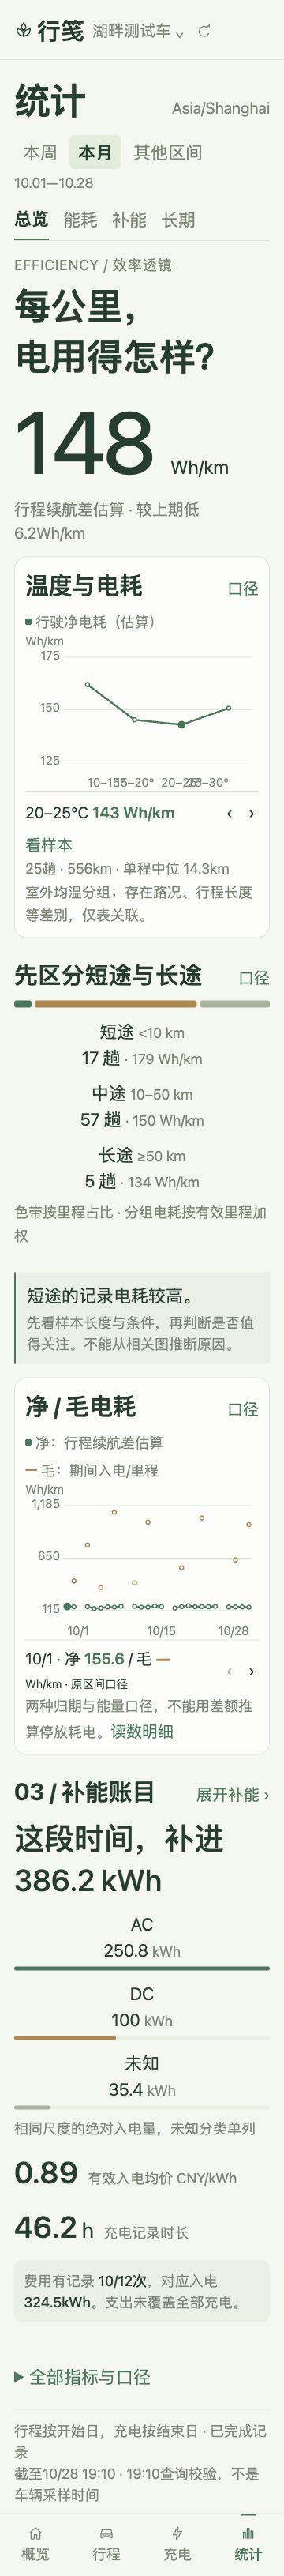 行笺 湖畔测试车
统计 Asia/Shanghai
本周 本月 其他区间
10.01—10.28
总览 能耗 补能 长期
EFFICIENCY / 效率透镜
每公里，
电用得怎样?
148 Wh/km
行程续航差估算 · 较上期低
6.2Wh/km
温度与电耗 口径
行驶净电耗（估算）
Wh/km
175
150
125
10–15° 15–20° 20–25° 25–30°
20–25°C 143 Wh/km ‹ ›
看样本
25趟 · 556km · 单程中位 14.3km
室外均温分组；存在路况、行程长度
等差别，仅表关联。
先区分短途与长途 口径
短途 <10 km
17 趟 · 179 Wh/km
中途 10–50 km
57 趟 · 150 Wh/km
长途 ≥50 km
5 趟 · 134 Wh/km
色带按里程占比 · 分组电耗按有效里程加
权
短途的记录电耗较高。
先看样本长度与条件，再判断是否值
得关注。不能从相关图推断原因。
净 / 毛电耗 口径
净：行程续航差估算
毛：期间入电/里程
Wh/km
1,185
650
115
10/1 10/15 10/28
10/1 · 净 155.6 / 毛 — ‹ ›
Wh/km · 原区间口径
两种归期与能量口径，不能用差额推
算停放耗电。读数明细
03 / 补能账目 展开补能 ›
这段时间，补进
386.2 kWh
AC
250.8 kWh
DC
100 kWh
未知
35.4 kWh
相同尺度的绝对入电量，未知分类单列
0.89 有效入电均价 CNY/kWh
46.2 h 充电记录时长
费用有记录 10/12次，对应入电
324.5kWh。支出未覆盖全部充电。
▶ 全部指标与口径
行程按开始日，充电按结束日 · 已完成记
录
截至10/28 19:10 · 19:10查询校验，不是
车辆采样时间
概览 行程 充电 统计